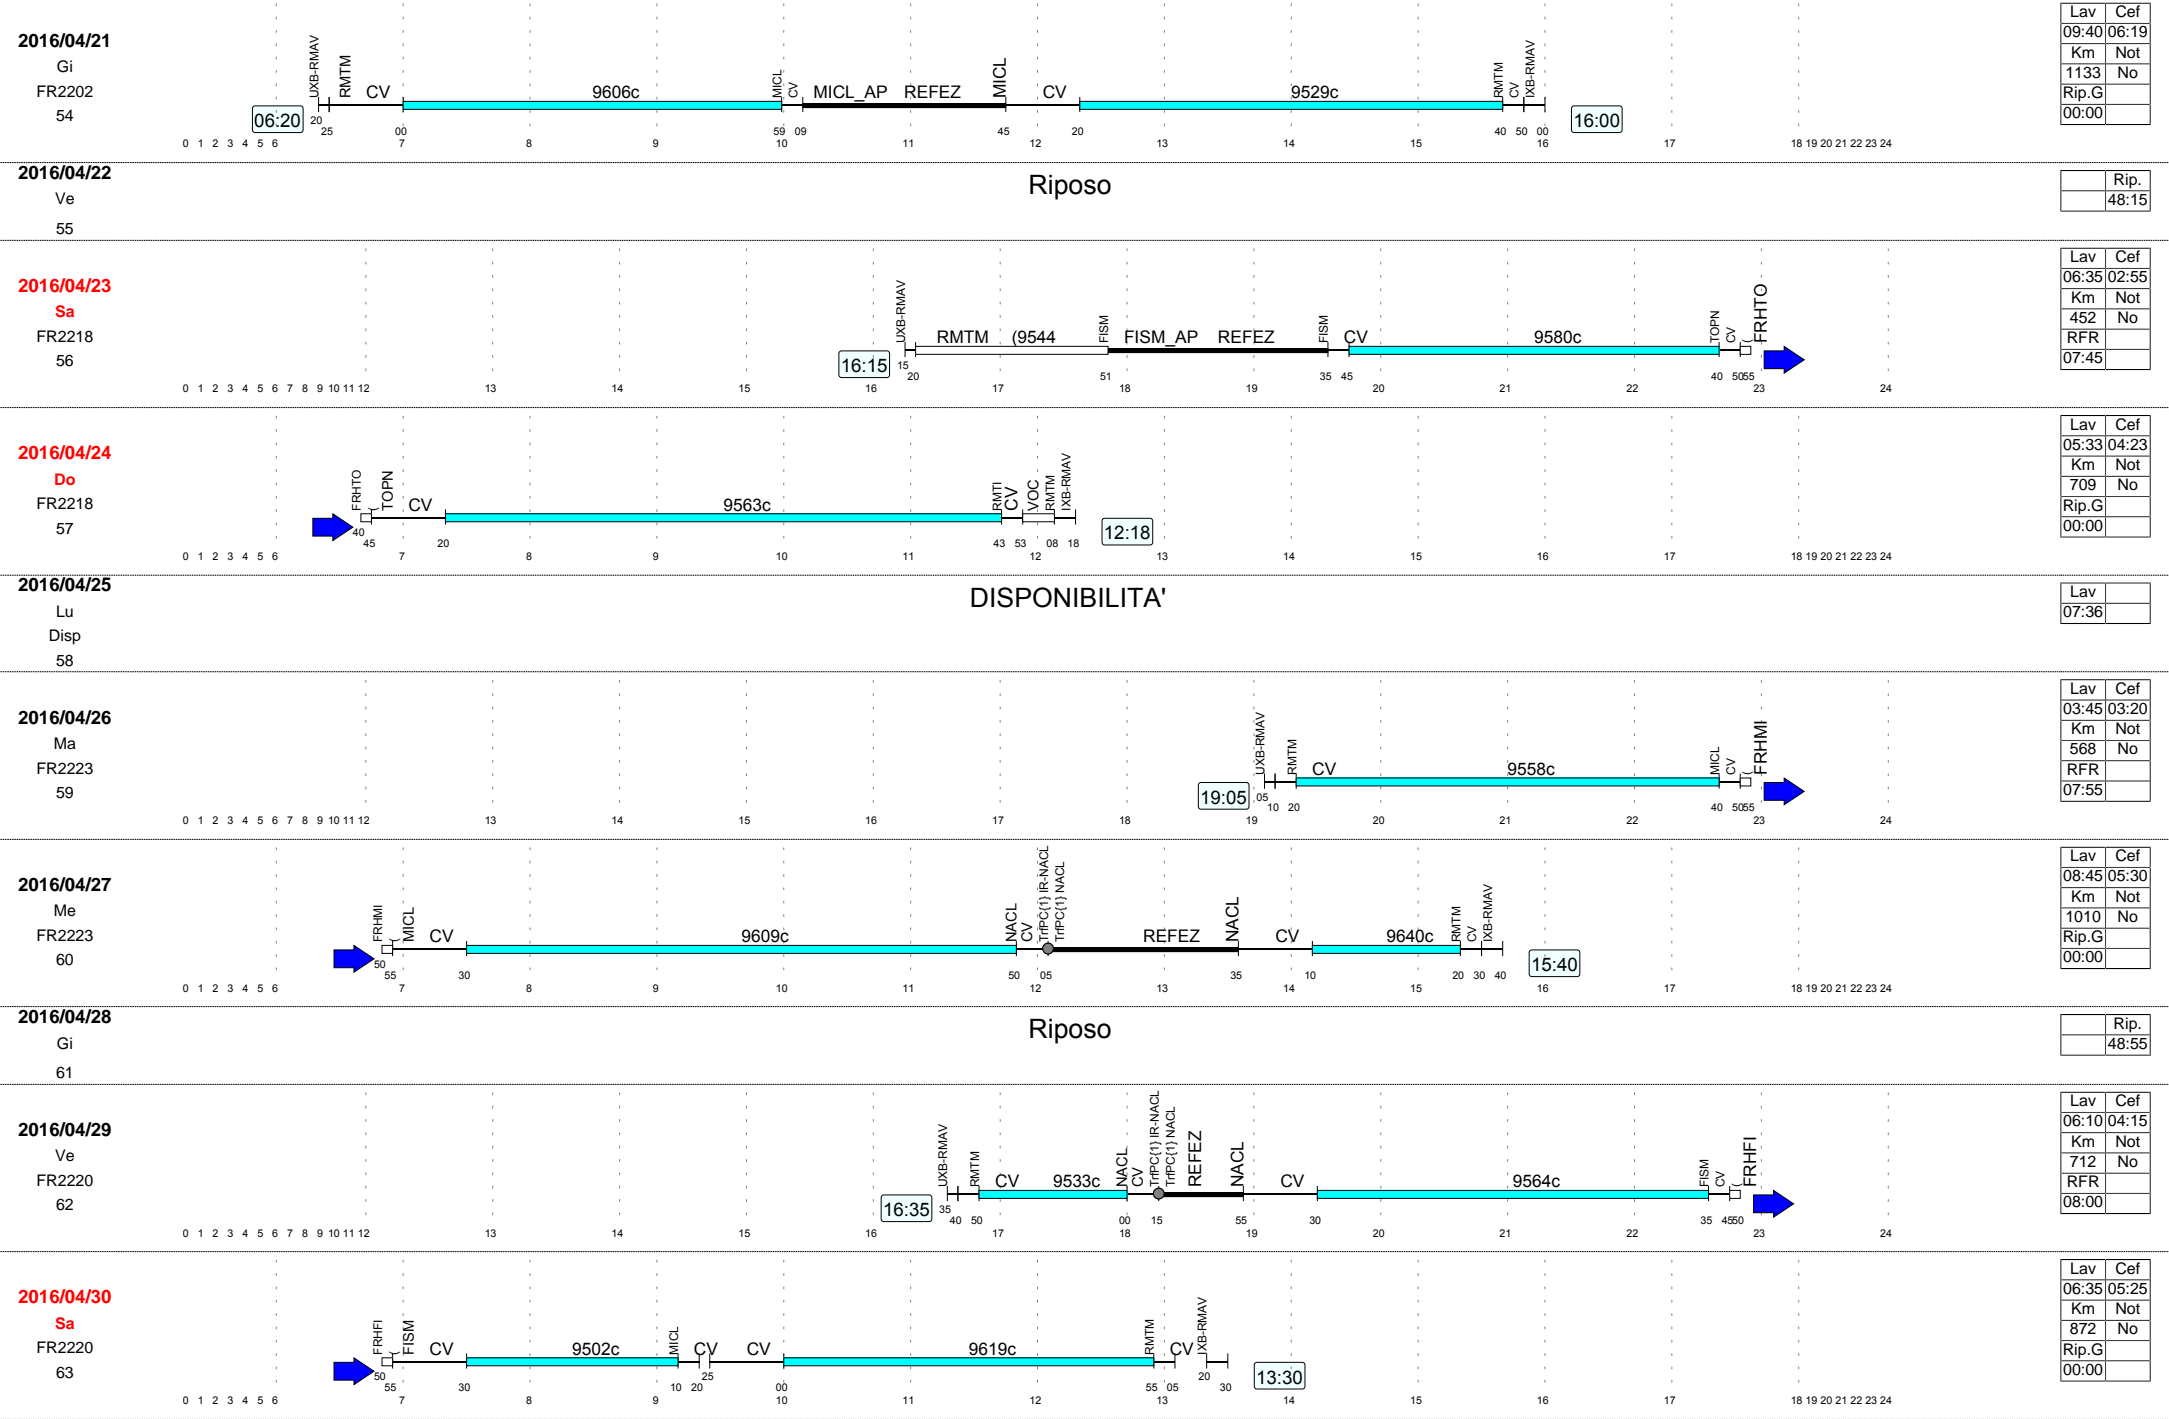 2016/04/21
Gi
FR2202
54
06:20
UXB-RMAV RMTM CV 9606c MICL CV MICL_AP REFEZ MICL CV 9529c RMTM CV IXB-RMAV
20 25 00 59 09 45 20 40 50 00
16:00
0 1 2 3 4 5 6 7 8 9 10 11 12 13 14 15 16 17 18 19 20 21 22 23 24
Lav Cef
09:40 06:19
Km Not
1133 No
Rip.G
00:00
2016/04/22
Ve
55
Riposo
Rip.
48:15
2016/04/23
Sa
FR2218
56
16:15
UXB-RMAV RMTM (9544 FISM FISM_AP REFEZ FISM CV 9580c TOPN CV ( FRHTO
15 20 51 35 45 40 50 55
0 1 2 3 4 5 6 7 8 9 10 11 12 13 14 15 16 17 18 19 20 21 22 23 24
Lav Cef
06:35 02:55
Km Not
452 No
RFR
07:45
2016/04/24
Do
FR2218
57
FRHTO ( TOPN CV 9563c RMTI CV VOC RMTM IXB-RMAV
40 45 20 43 53 08 18
12:18
0 1 2 3 4 5 6 7 8 9 10 11 12 13 14 15 16 17 18 19 20 21 22 23 24
Lav Cef
05:33 04:23
Km Not
709 No
Rip.G
00:00
2016/04/25
Lu
Disp
58
DISPONIBILITA'
Lav
07:36
2016/04/26
Ma
FR2223
59
19:05
UXB-RMAV RMTM CV 9558c MICL CV ( FRHMI
05 10 20 40 50 55
0 1 2 3 4 5 6 7 8 9 10 11 12 13 14 15 16 17 18 19 20 21 22 23 24
Lav Cef
03:45 03:20
Km Not
568 No
RFR
07:55
2016/04/27
Me
FR2223
60
FRHMI ( MICL CV 9609c NACL CV TrfPC{1} IR-NACL TrfPC{1} NACL REFEZ NACL CV 9640c RMTM CV IXB-RMAV
50 55 30 50 05 35 10 20 30 40
15:40
0 1 2 3 4 5 6 7 8 9 10 11 12 13 14 15 16 17 18 19 20 21 22 23 24
Lav Cef
08:45 05:30
Km Not
1010 No
Rip.G
00:00
2016/04/28
Gi
61
Riposo
Rip.
48:55
2016/04/29
Ve
FR2220
62
16:35
UXB-RMAV RMTM CV 9533c NACL CV TrfPC{1} IR-NACL TrfPC{1} NACL REFEZ NACL CV 9564c FISM CV ( FRHFI
35 40 50 00 15 55 30 35 45 50
0 1 2 3 4 5 6 7 8 9 10 11 12 13 14 15 16 17 18 19 20 21 22 23 24
Lav Cef
06:10 04:15
Km Not
712 No
RFR
08:00
2016/04/30
Sa
FR2220
63
FRHFI ( FISM CV 9502c MICL CV CV 9619c RMTM CV IXB-RMAV
50 55 30 10 20 25 00 55 05 20 30
13:30
0 1 2 3 4 5 6 7 8 9 10 11 12 13 14 15 16 17 18 19 20 21 22 23 24
Lav Cef
06:35 05:25
Km Not
872 No
Rip.G
00:00